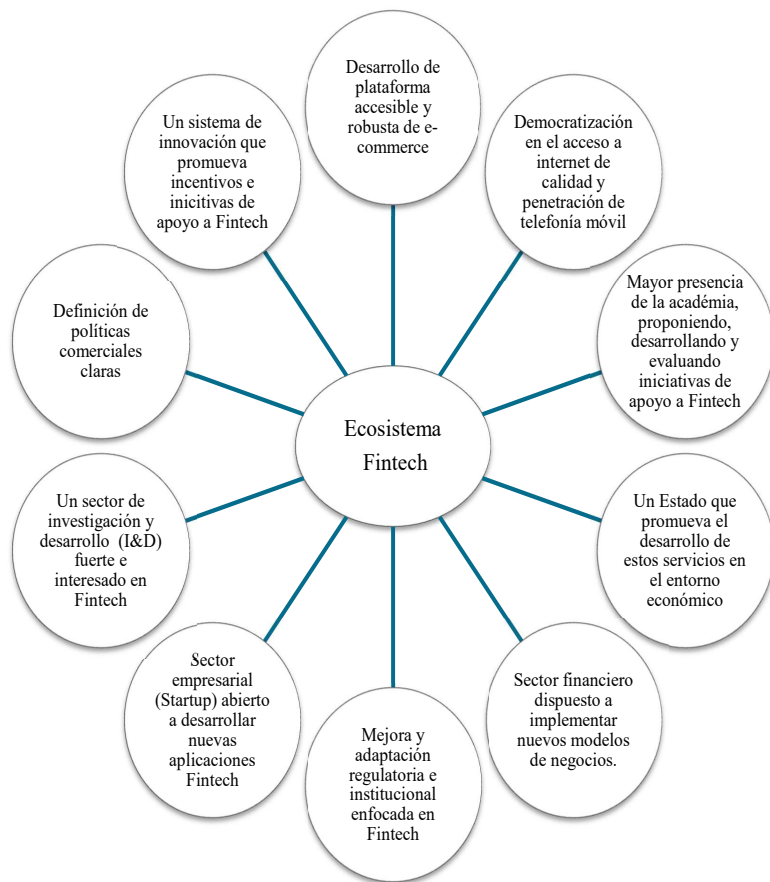 Desarrollo de
plataforma
accesible y
robusta de e-
commerce
Democratización
en el acceso a
internet de
calidad y
penetración de
telefonía móvil
Mayor presencia
de la académia,
proponiendo,
desarrollando y
evaluando
iniciativas de
apoyo a Fintech
Un Estado que
promueva el
desarrollo de
estos servicios en
el entorno
económico
Sector financiero
dispuesto a
implementar
nuevos modelos
de negocios.
Mejora y
adaptación
regulatoria e
institucional
enfocada en
Fintech
Sector
empresarial
(Startup) abierto
a desarrollar
nuevas
aplicaciones
Fintech
Un sector de
investigación y
desarrollo (I&D)
fuerte e
interesado en
Fintech
Definición de
políticas
comerciales
claras
Un sistema de
innovación que
promueva
incentivos e
inicitivas de
apoyo a Fintech
Ecosistema
Fintech